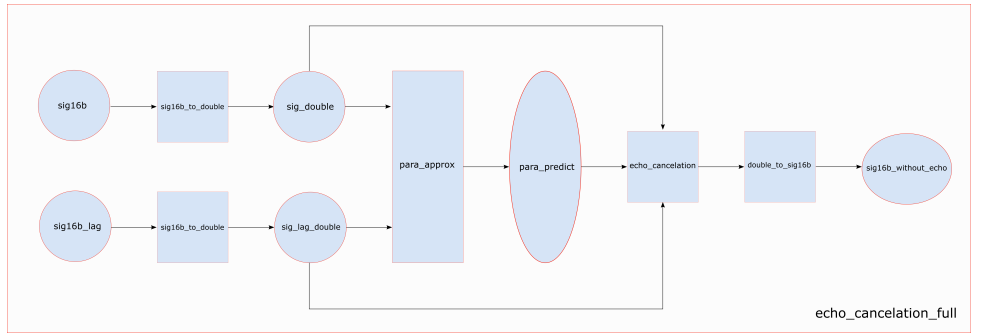 sig16b
sig16b_to_double
sig_double
para_approx
para_predict
echo_cancelation
double_to_sig16b
sig16b_without_echo
sig16b_lag
sig16b_to_double
sig_lag_double
echo_cancelation_full